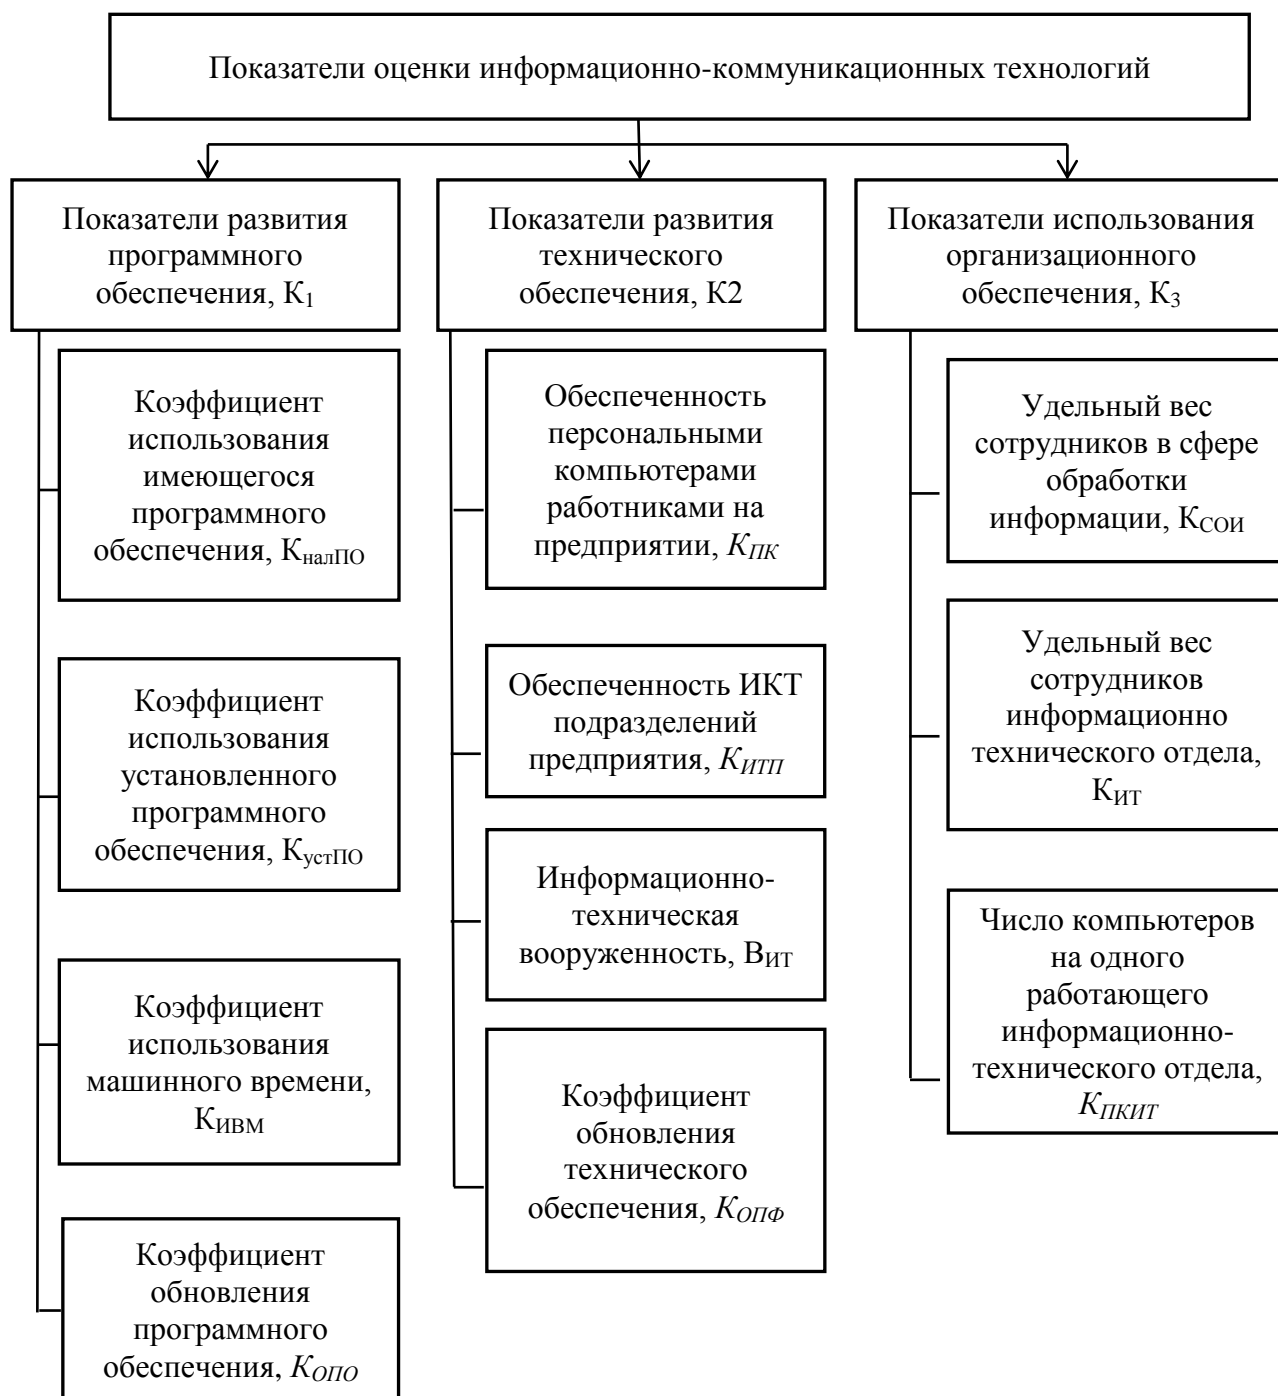 Показатели оценки информационно-коммуникационных технологий
Показатели развития
программного
обеспечения, К₁
Коэффициент
использования
имеющегося
программного
обеспечения, КналПО
Коэффициент
использования
установленного
программного
обеспечения, КустПО
Коэффициент
использования
машинного времени,
КИВМ
Коэффициент
обновления
программного
обеспечения, КОПО
Показатели развития
технического
обеспечения, К2
Обеспеченность
персональными
компьютерами
работниками на
предприятии, КПК
Обеспеченность ИКТ
подразделений
предприятия, КИТП
Информационно-
техническая
вооруженность, ВИТ
Коэффициент
обновления
технического
обеспечения, КОПФ
Показатели использования
организационного
обеспечения, К₃
Удельный вес
сотрудников в сфере
обработки
информации, КСОИ
Удельный вес
сотрудников
информационно
технического отдела,
КИТ
Число компьютеров
на одного
работающего
информационно-
технического отдела,
КПКИТ